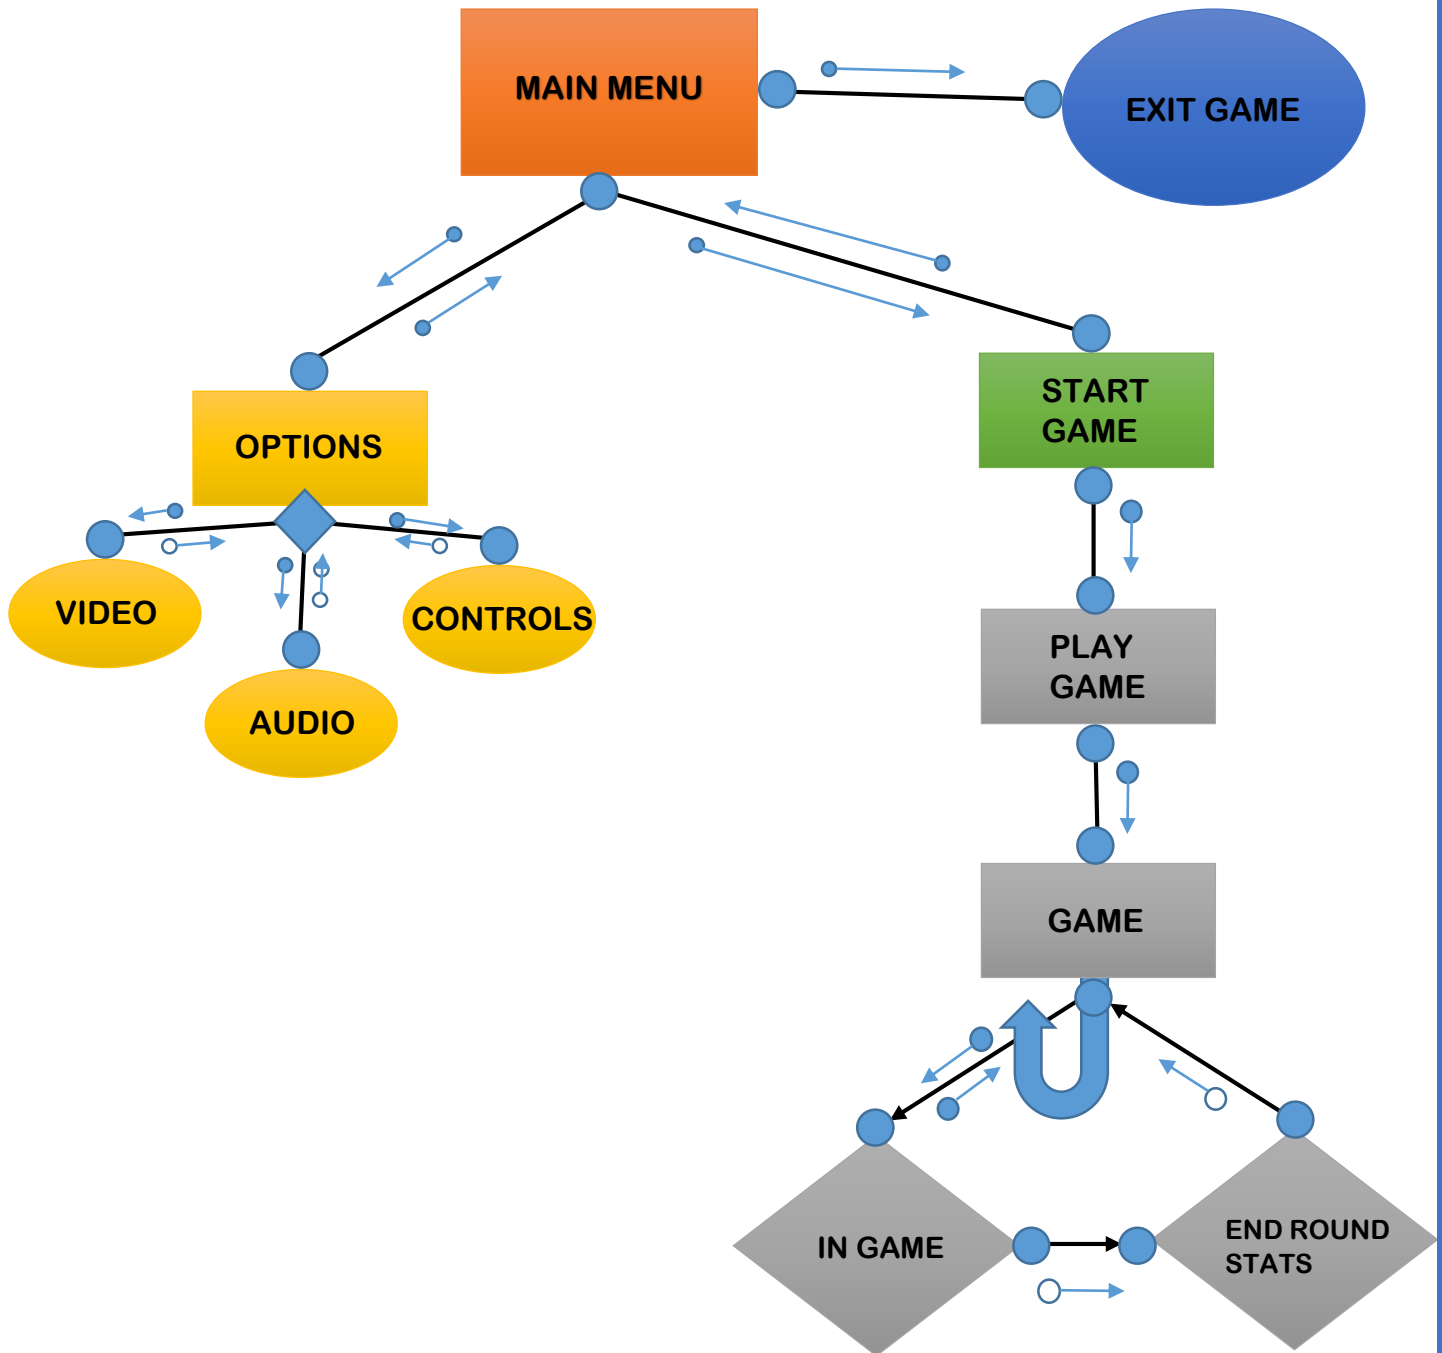 MAIN MENU
EXIT GAME
START
GAME
OPTIONS
VIDEO
CONTROLS
AUDIO
PLAY
GAME
GAME
IN GAME
END ROUND
STATS